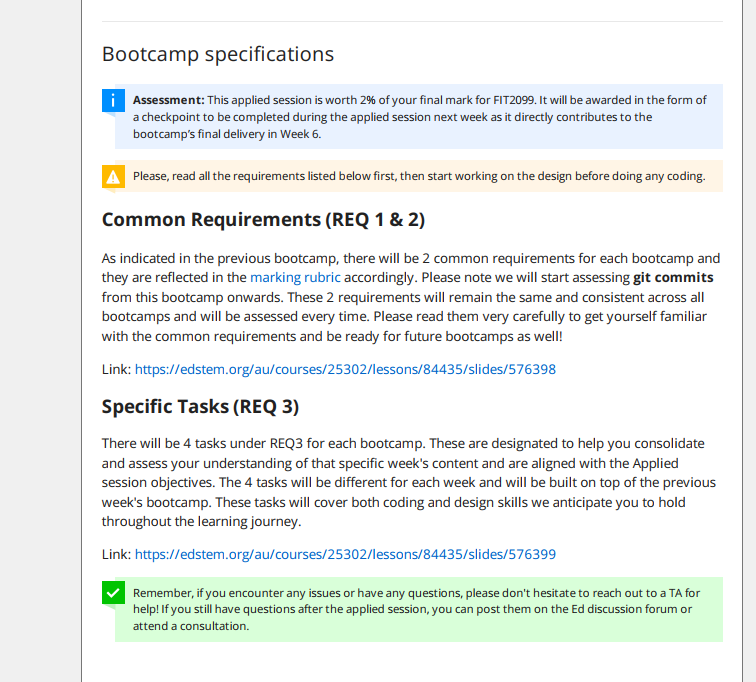 Bootcamp specifications
Assessment: This applied session is worth 2% of your final mark for FIT2099. It will be awarded in the form of
a checkpoint to be completed during the applied session next week as it directly contributes to the
bootcamp's final delivery in Week 6.
Please, read all the requirements listed below first, then start working on the design before doing any coding.
Common Requirements (REQ 1 & 2)
As indicated in the previous bootcamp, there will be 2 common requirements for each bootcamp and
they are reflected in the marking rubric accordingly. Please note we will start assessing git commits
from this bootcamp onwards. These 2 requirements will remain the same and consistent across all
bootcamps and will be assessed every time. Please read them very carefully to get yourself familiar
with the common requirements and be ready for future bootcamps as well!
Link: https://edstem.org/au/courses/25302/lessons/84435/slides/576398
Specific Tasks (REQ 3)
There will be 4 tasks under REQ3 for each bootcamp. These are designated to help you consolidate
and assess your understanding of that specific week's content and are aligned with the Applied
session objectives. The 4 tasks will be different for each week and will be built on top of the previous
week's bootcamp. These tasks will cover both coding and design skills we anticipate you to hold
throughout the learning journey.
Link: https://edstem.org/au/courses/25302/lessons/84435/slides/576399
Remember, if you encounter any issues or have any questions, please don't hesitate to reach out to a TA for
help! If you still have questions after the applied session, you can post them on the Ed discussion forum or
attend a consultation.